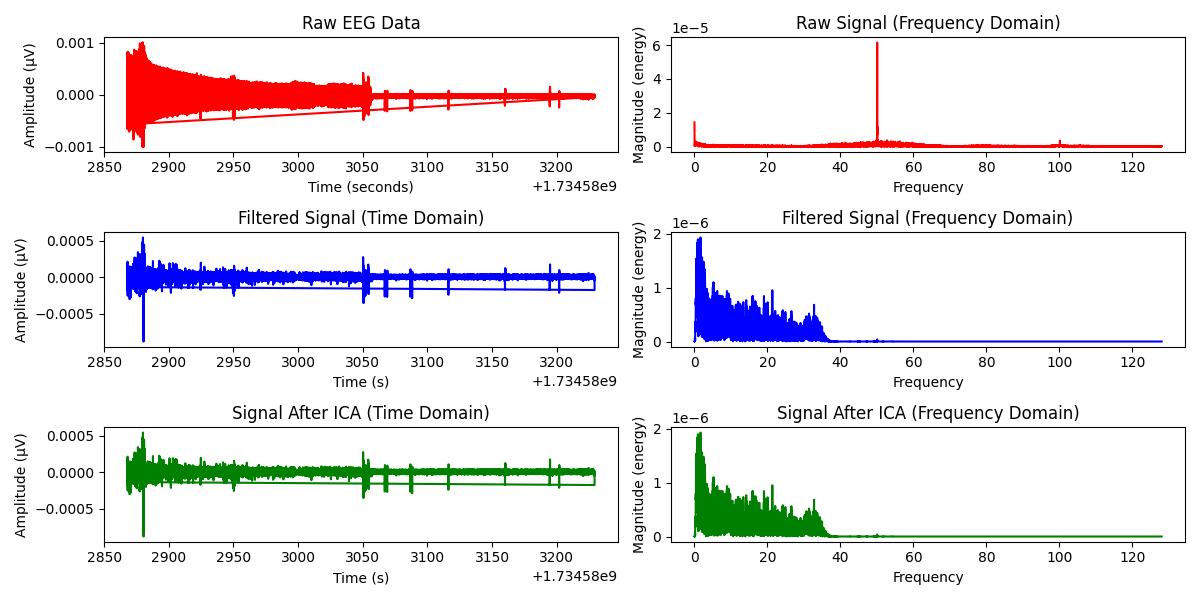 Raw EEG Data
Amplitude (µV)
0.001
0.000
−0.001
2850 2900 2950 3000 3050 3100 3150 3200
Time (seconds)
+1.73458e9
Raw Signal (Frequency Domain)
1e−5
Magnitude (energy)
6
4
2
0
0 20 40 60 80 100 120
Frequency
Filtered Signal (Time Domain)
Amplitude (µV)
0.0005
0.0000
−0.0005
2850 2900 2950 3000 3050 3100 3150 3200
Time (s)
+1.73458e9
Filtered Signal (Frequency Domain)
1e−6
Magnitude (energy)
2
1
0
0 20 40 60 80 100 120
Frequency
Signal After ICA (Time Domain)
Amplitude (µV)
0.0005
0.0000
−0.0005
2850 2900 2950 3000 3050 3100 3150 3200
Time (s)
+1.73458e9
Signal After ICA (Frequency Domain)
1e−6
Magnitude (energy)
2
1
0
0 20 40 60 80 100 120
Frequency